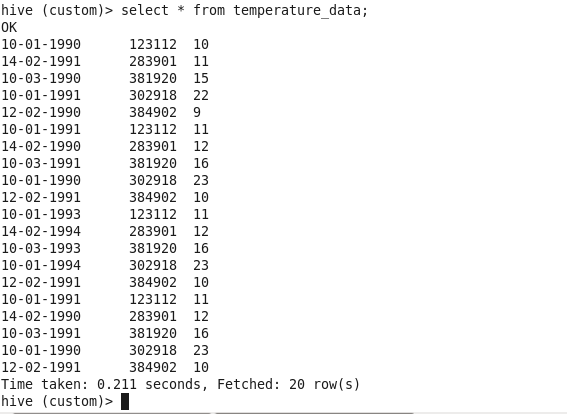 hive (custom)> select * from temperature_data;
OK
10-01-1990 123112 10
14-02-1991 283901 11
10-03-1990 381920 15
10-01-1991 302918 22
12-02-1990 384902 9
10-01-1991 123112 11
14-02-1990 283901 12
10-03-1991 381920 16
10-01-1990 302918 23
12-02-1991 384902 10
10-01-1993 123112 11
14-02-1994 283901 12
10-03-1993 381920 16
10-01-1994 302918 23
12-02-1991 384902 10
10-01-1991 123112 11
14-02-1990 283901 12
10-03-1991 381920 16
10-01-1990 302918 23
12-02-1991 384902 10
Time taken: 0.211 seconds, Fetched: 20 row(s)
hive (custom)>